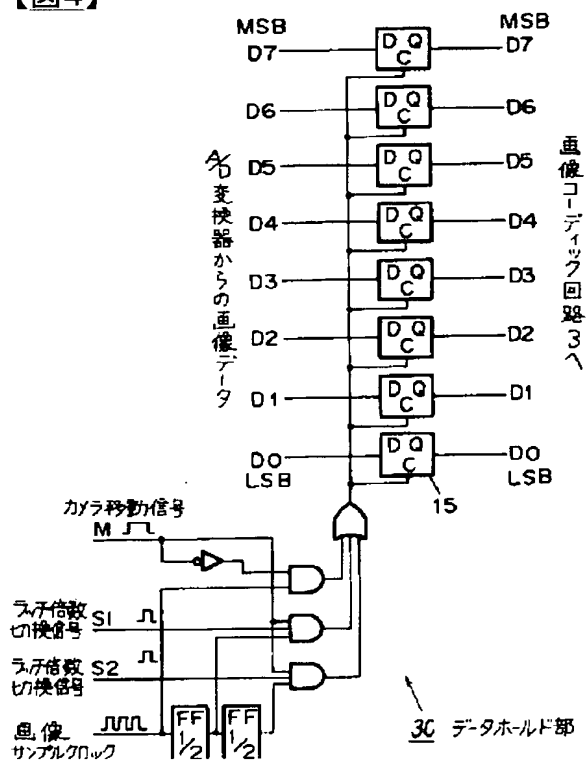 【図4】
MSB
MSB
D7
D Q
C
D7
D6
D Q
C
D6
D5
D Q
C
D5
D4
D Q
C
D4
D3
D Q
C
D3
D2
D Q
C
D2
D1
D Q
C
D1
D0
D Q
C
D0
LSB
LSB
15
A/D変換器からの画像データ
画像コーディック回路3へ
カメラ移動信号
M
ラッチ倍数
切換信号
S1
ラッチ倍数
切換信号
S2
画像
サンプルクロック
FF
1/2
FF
1/2
30 データホールド部